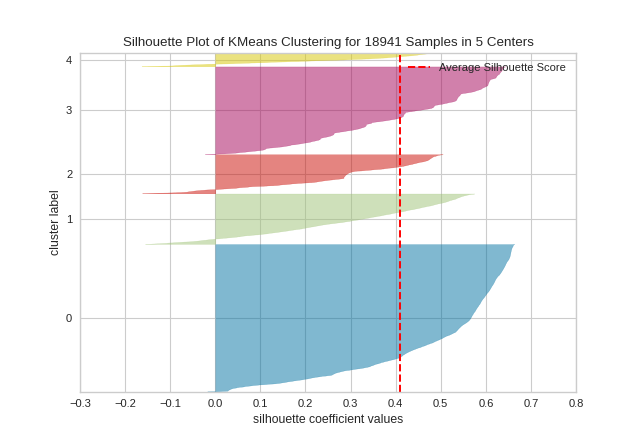 Silhouette Plot of KMeans Clustering for 18941 Samples in 5 Centers
Average Silhouette Score
4
3
2
1
0
cluster label
−0.3 −0.2 −0.1 0.0 0.1 0.2 0.3 0.4 0.5 0.6 0.7 0.8
silhouette coefficient values